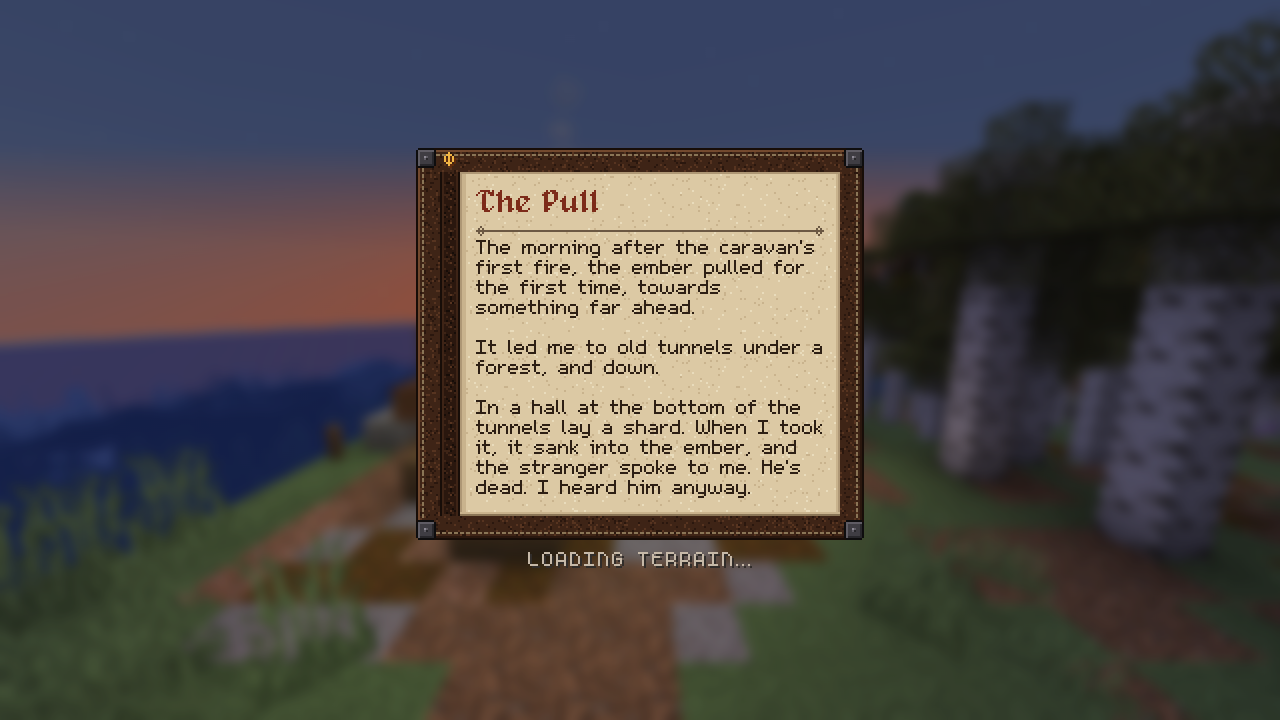 The Pull
The morning after the caravan's
first fire, the ember pulled for
the first time, towards
something far ahead.
It led me to old tunnels under a
forest, and down.
In a hall at the bottom of the
tunnels lay a shard. When I took
it, it sank into the ember, and
the stranger spoke to me. He's
dead. I heard him anyway.
LOADING TERRAIN...